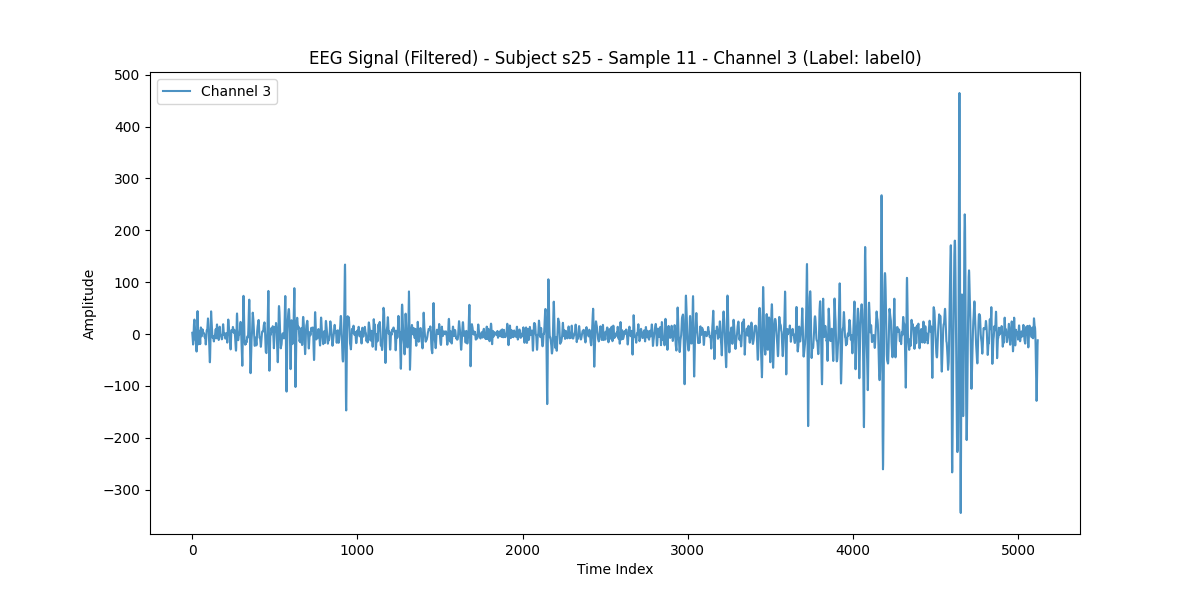 EEG Signal (Filtered) - Subject s25 - Sample 11 - Channel 3 (Label: label0)
Channel 3
500
400
300
200
100
0
−100
−200
−300
Amplitude
0 1000 2000 3000 4000 5000
Time Index